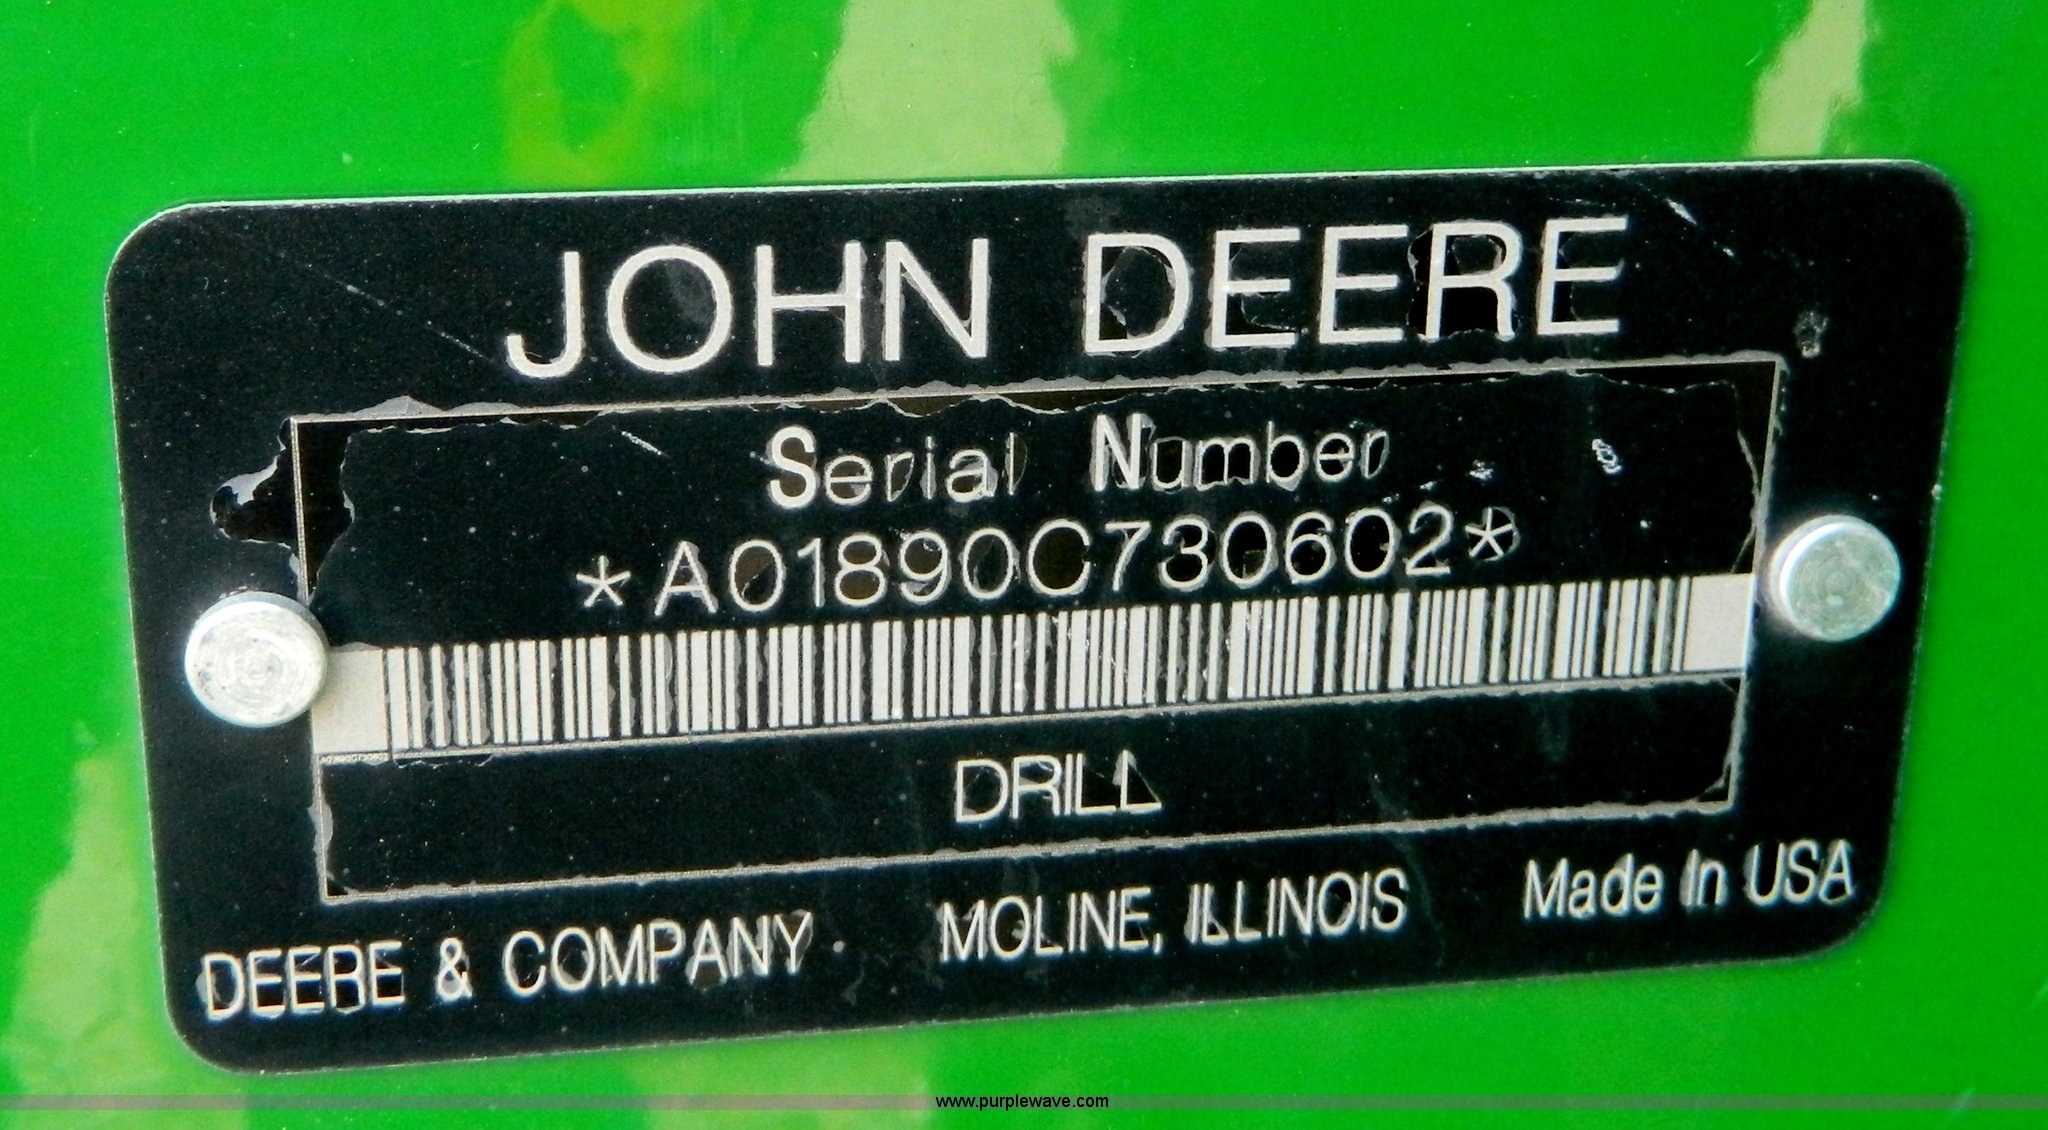 JOHN DEERE
Serial Number
*A01890C730602*
DRILL
DEERE & COMPANY MOLINE, ILLINOIS Made In USA
www.purplewave.com